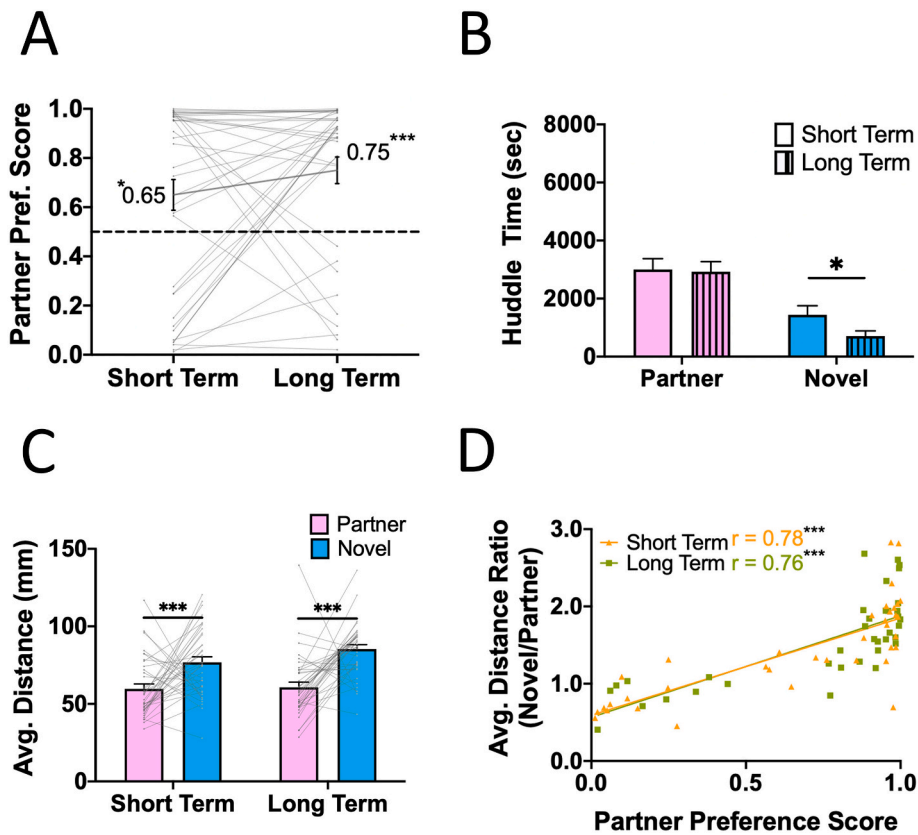 A
Partner Pref. Score
1.0
0.8
0.6
0.4
0.2
0.0
*0.65
0.75***
Short Term
Long Term
B
Huddle Time (sec)
8000
6000
4000
2000
0
Short Term
Long Term
*
Partner
Novel
C
Partner
Novel
Avg. Distance (mm)
150
100
50
0
***
***
Short Term
Long Term
D
Avg. Distance Ratio
(Novel/Partner)
3.0
2.0
1.0
0.0
Short Term r = 0.78***
Long Term r = 0.76***
0.0
0.5
1.0
Partner Preference Score